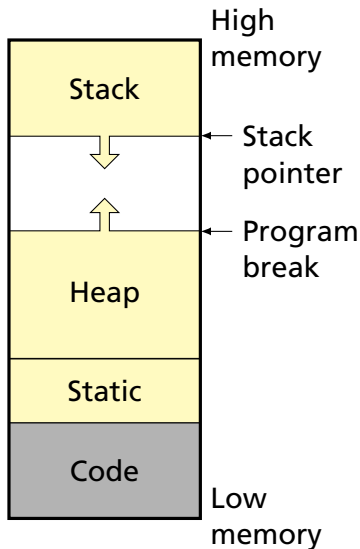 High
memory
Stack
Stack
pointer
Program
break
Heap
Static
Code
Low
memory